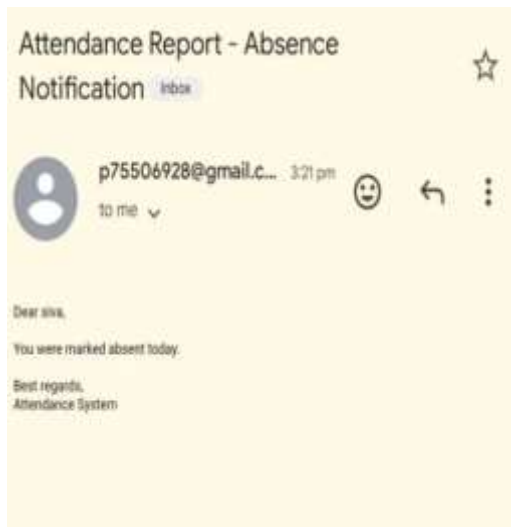 Attendance Report - Absence
Notification Inbox
p75506928@gmail.c... 3:21 pm
to me
Dear siva,
You were marked absent today.
Best regards,
Attendance System